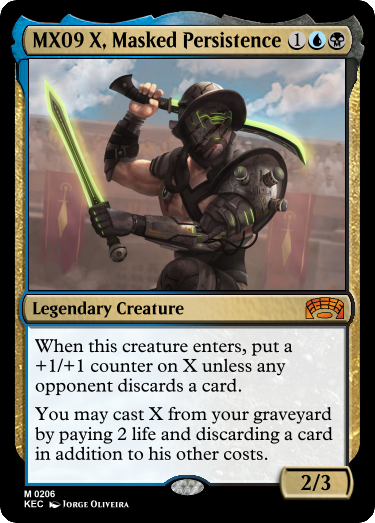 MX09 X, Masked Persistence 1
Legendary Creature
When this creature enters, put a
+1/+1 counter on X unless any
opponent discards a card.
You may cast X from your graveyard
by paying 2 life and discarding a card
in addition to his other costs.
2/3
M 0206
KEC Jorge Oliveira